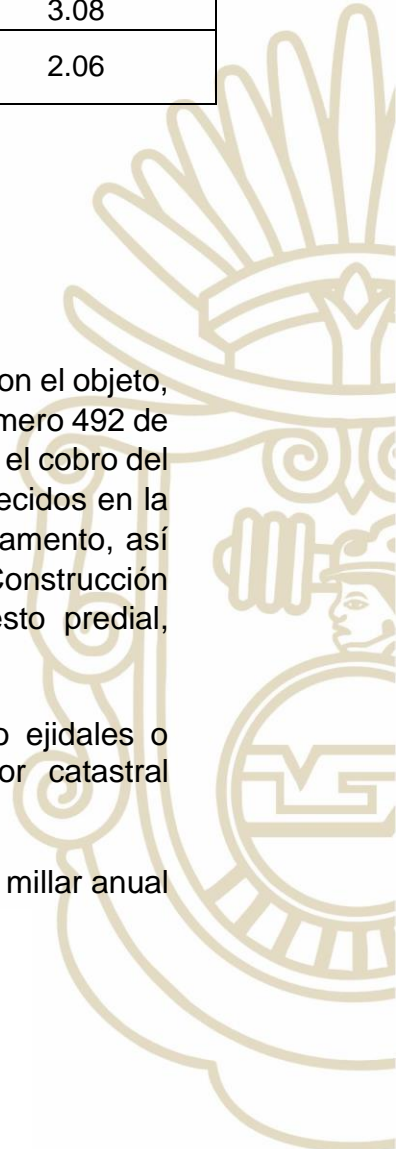 3.08
2.06
on el objeto,
mero 492 de
el cobro del
ecidos en la
amento, así
Construcción
esto predial,
o ejidales o
or catastral
millar anual